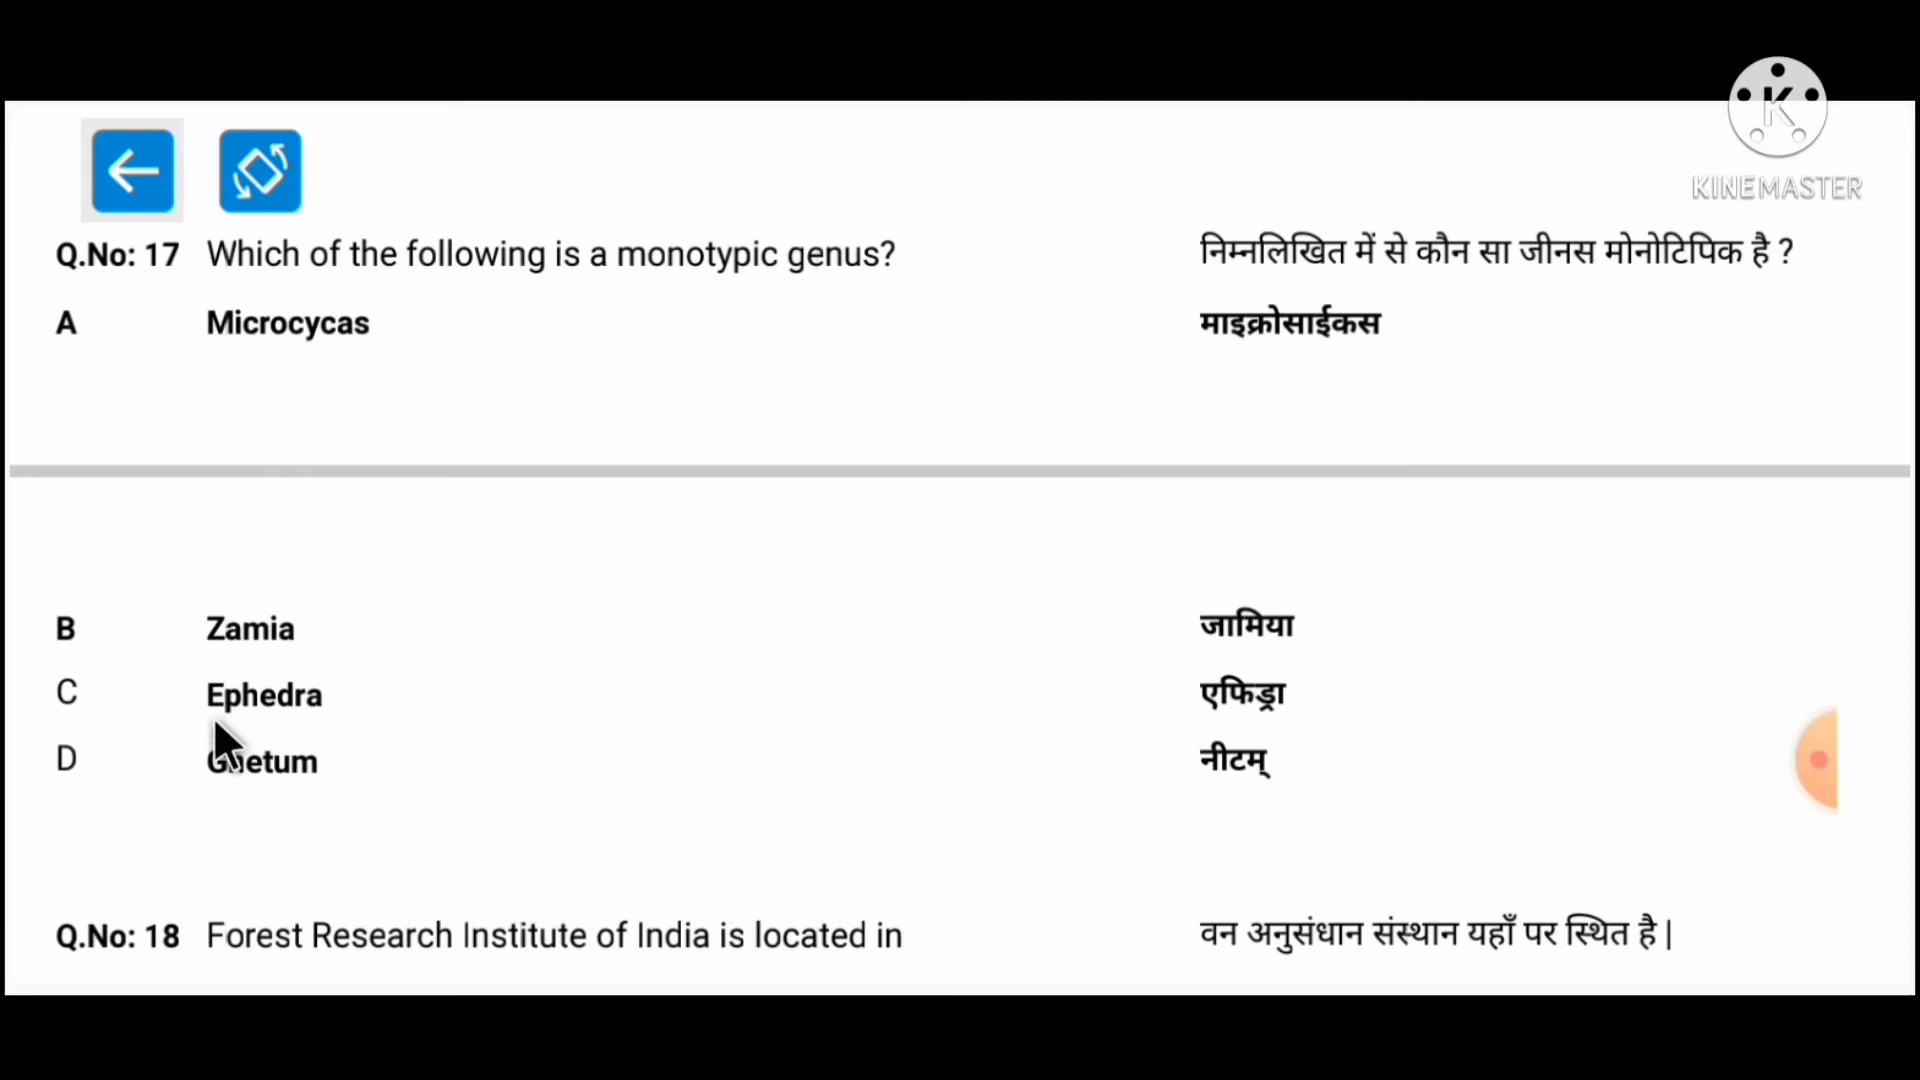 K
KINEMASTER
Q.No: 17 Which of the following is a monotypic genus? निम्नलिखित में से कौन सा जीनस मोनोटिपिक है ?
A Microcycas माइक्रोसाईकस
B Zamia जामिया
C Ephedra एफिड्रा
D Gnetum नीटम्
Q.No: 18 Forest Research Institute of India is located in वन अनुसंधान संस्थान यहाँ पर स्थित है |